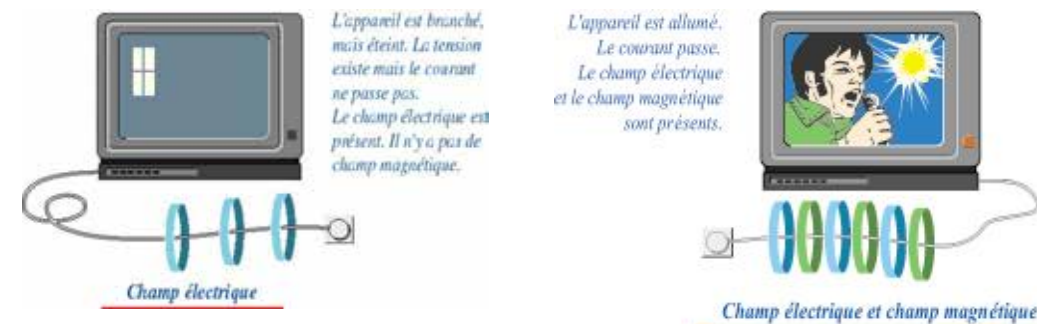 L'appareil est branché,
mais éteint. La tension
existe mais le courant
ne passe pas.
Le champ électrique est
présent. Il n'y a pas de
champ magnétique.
Champ électrique
L'appareil est allumé.
Le courant passe.
Le champ électrique
et le champ magnétique
sont présents.
Champ électrique et champ magnétique